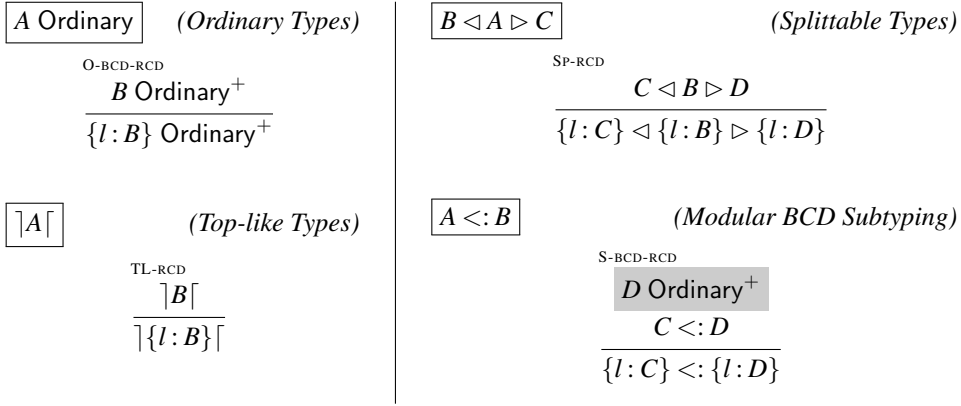 A Ordinary (Ordinary Types)
O-BCD-RCD
B Ordinary⁺
{l : B} Ordinary⁺
⌉A⌈ (Top-like Types)
TL-RCD
⌉B⌈
⌉{l : B}⌈
B ◁ A ▷ C (Splittable Types)
SP-RCD
C ◁ B ▷ D
{l : C} ◁ {l : B} ▷ {l : D}
A <: B (Modular BCD Subtyping)
S-BCD-RCD
D Ordinary⁺
C <: D
{l : C} <: {l : D}